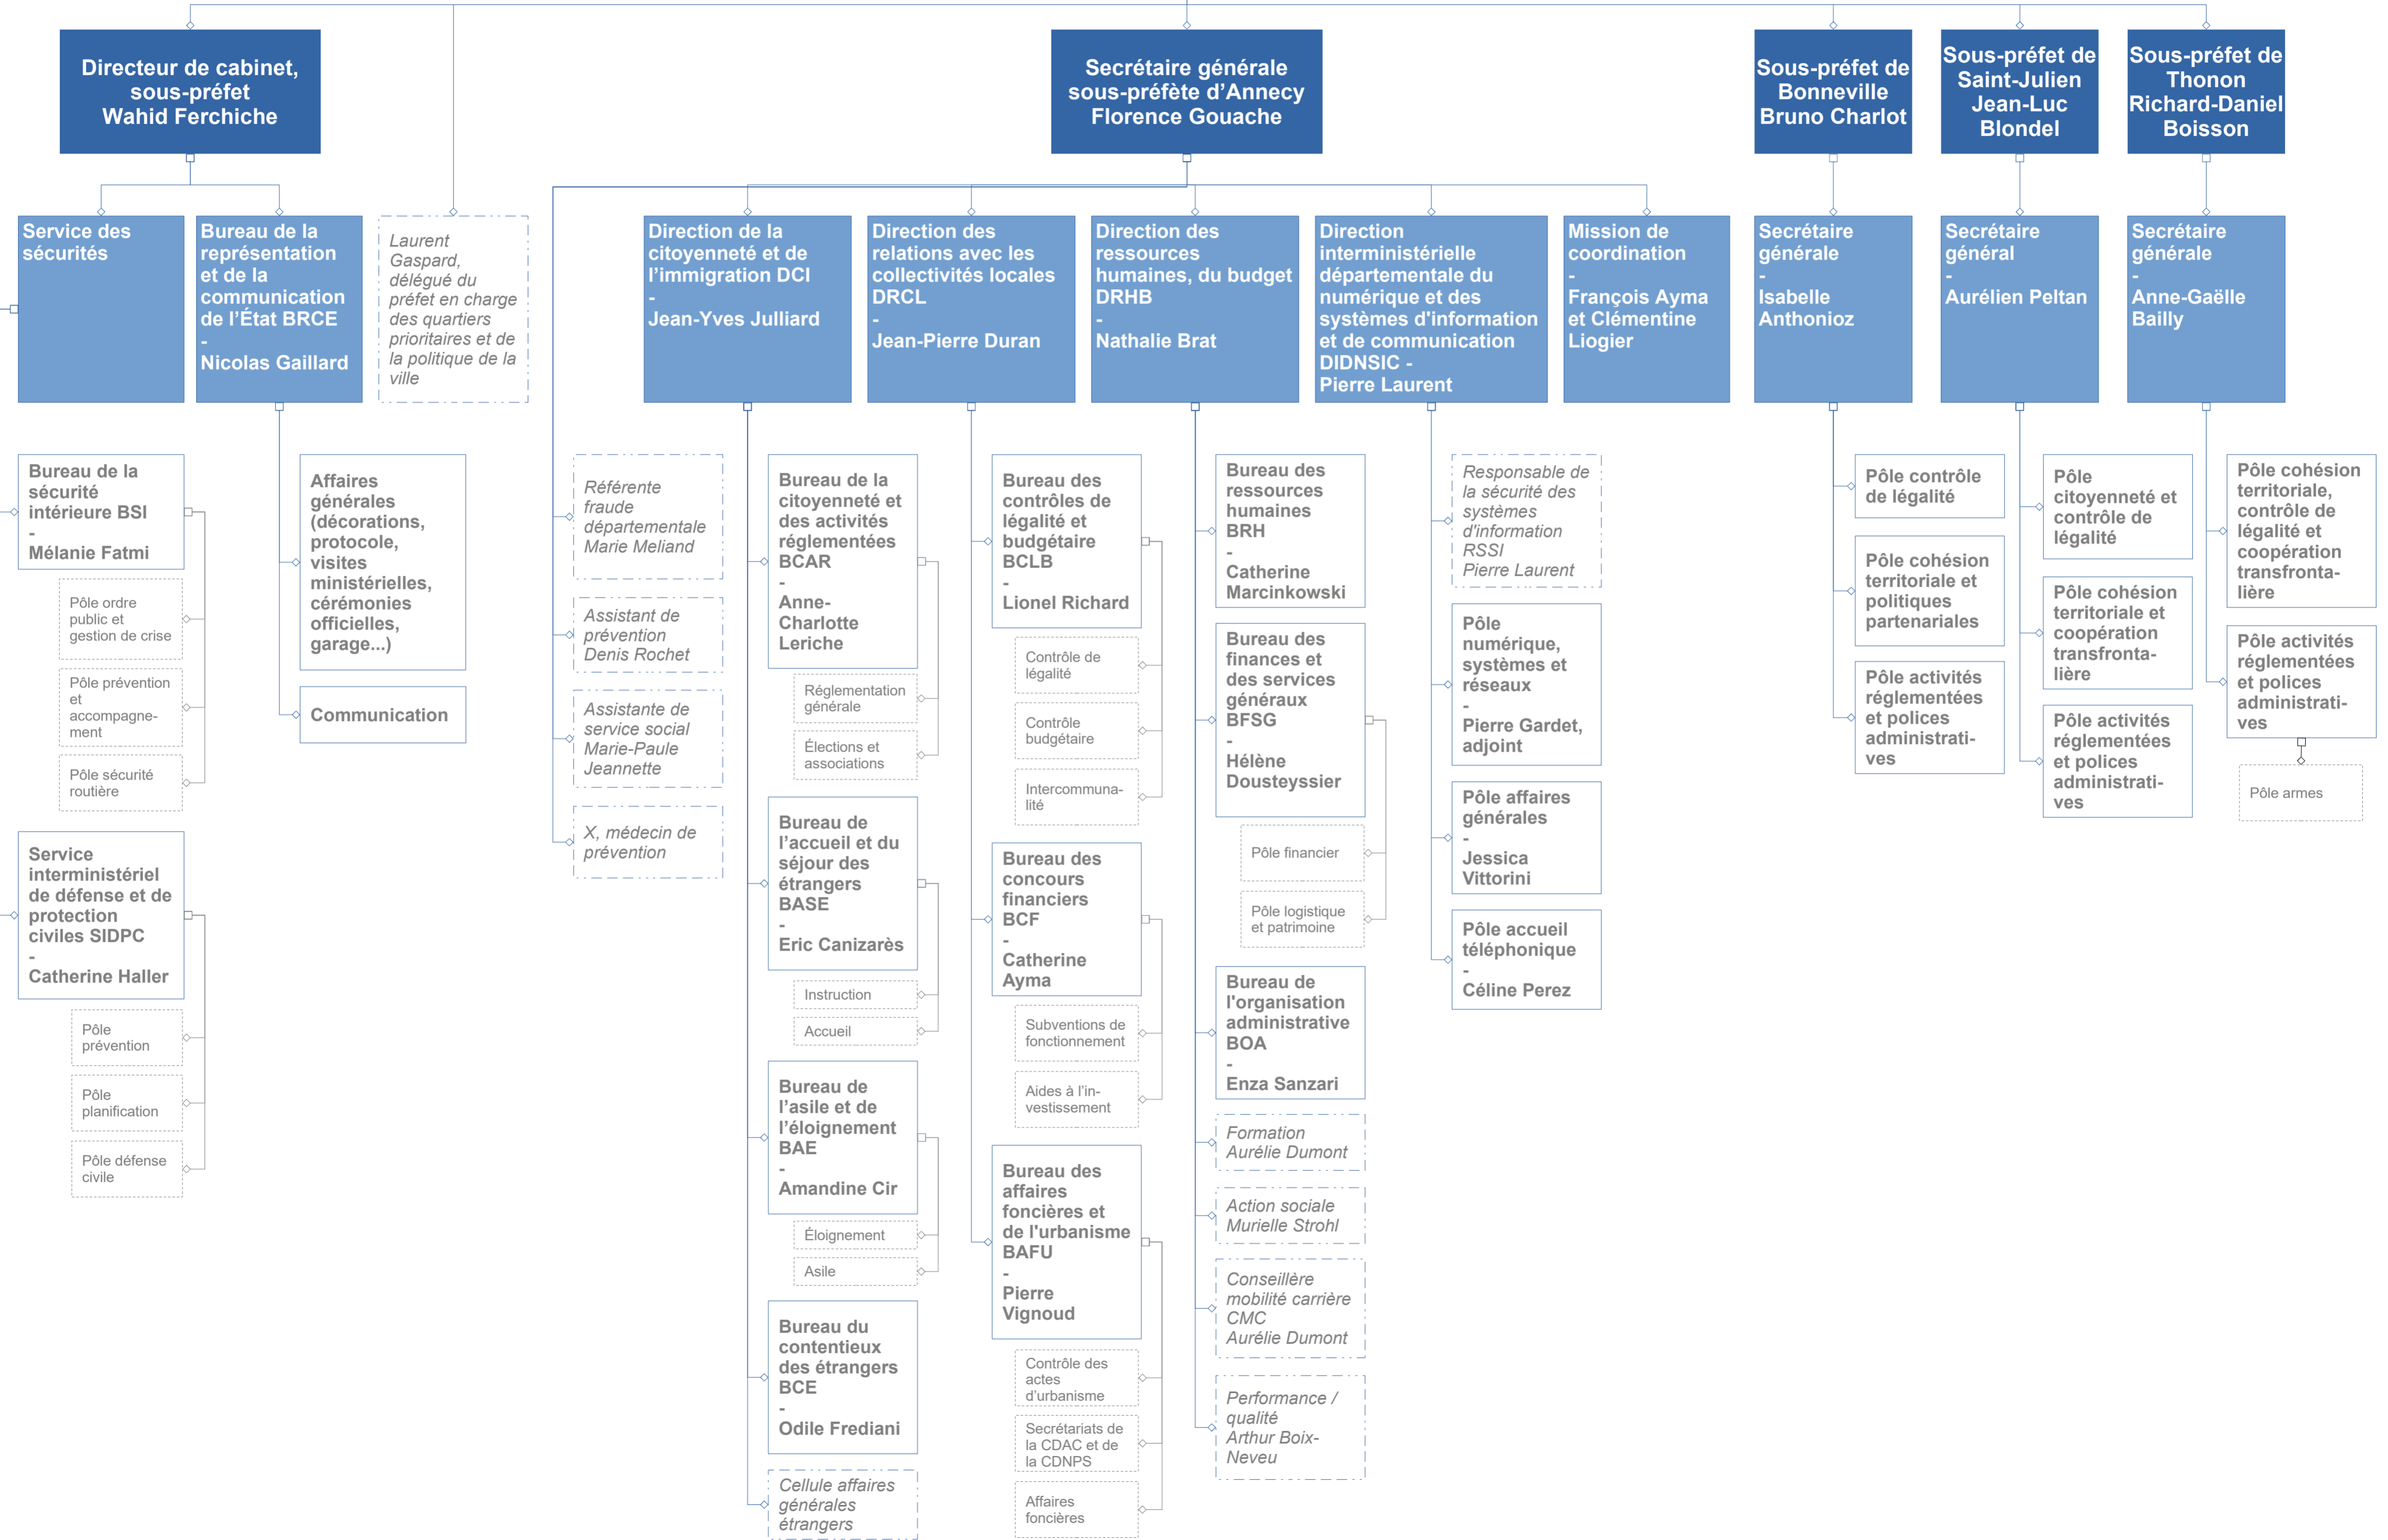 Directeur de cabinet,
sous-préfet
Wahid Ferchiche
Secrétaire générale
sous-préfète d’Annecy
Florence Gouache
Sous-préfet de
Bonneville
Bruno Charlot
Sous-préfet de
Saint-Julien
Jean-Luc
Blondel
Sous-préfet de
Thonon
Richard-Daniel
Boisson
Service des
sécurités
Bureau de la
représentation
et de la
communication
de l’État BRCE
-
Nicolas Gaillard
Laurent
Gaspard,
délégué du
préfet en charge
des quartiers
prioritaires et de
la politique de la
ville
Direction de la
citoyenneté et de
l’immigration DCI
-
Jean-Yves Julliard
Direction des
relations avec les
collectivités locales
DRCL
-
Jean-Pierre Duran
Direction des
ressources
humaines, du budget
DRHB
-
Nathalie Brat
Direction
interministérielle
départementale du
numérique et des
systèmes d'information
et de communication
DIDNSIC -
Pierre Laurent
Mission de
coordination
-
François Ayma
et Clémentine
Liogier
Secrétaire
générale
-
Isabelle
Anthonioz
Secrétaire
général
-
Aurélien Peltan
Secrétaire
générale
-
Anne-Gaëlle
Bailly
Bureau de la
sécurité
intérieure BSI
-
Mélanie Fatmi
Pôle ordre
public et
gestion de crise
Pôle prévention
et
accompagne-
ment
Pôle sécurité
routière
Service
interministériel
de défense et de
protection
civiles SIDPC
-
Catherine Haller
Pôle
prévention
Pôle
planification
Pôle défense
civile
Affaires
générales
(décorations,
protocole,
visites
ministérielles,
cérémonies
officielles,
garage...)
Communication
Référente
fraude
départementale
Marie Meliand
Assistant de
prévention
Denis Rochet
Assistante de
service social
Marie-Paule
Jeannette
X, médecin de
prévention
Bureau de la
citoyenneté et
des activités
réglementées
BCAR
-
Anne-
Charlotte
Leriche
Réglementation
générale
Élections et
associations
Bureau de
l’accueil et du
séjour des
étrangers
BASE
-
Eric Canizarès
Instruction
Accueil
Bureau de
l’asile et de
l’éloignement
BAE
-
Amandine Cir
Éloignement
Asile
Bureau du
contentieux
des étrangers
BCE
-
Odile Frediani
Cellule affaires
générales
étrangers
Bureau des
contrôles de
légalité et
budgétaire
BCLB
-
Lionel Richard
Contrôle de
légalité
Contrôle
budgétaire
Intercommuna-
lité
Bureau des
concours
financiers
BCF
-
Catherine
Ayma
Subventions de
fonctionnement
Aides à l’in-
vestissement
Bureau des
affaires
foncières et
de l'urbanisme
BAFU
-
Pierre
Vignoud
Contrôle des
actes
d’urbanisme
Secrétariats de
la CDAC et de
la CDNPS
Affaires
foncières
Bureau des
ressources
humaines
BRH
-
Catherine
Marcinkowski
Bureau des
finances et
des services
généraux
BFSG
-
Hélène
Dousteyssier
Pôle financier
Pôle logistique
et patrimoine
Bureau de
l'organisation
administrative
BOA
-
Enza Sanzari
Formation
Aurélie Dumont
Action sociale
Murielle Strohl
Conseillère
mobilité carrière
CMC
Aurélie Dumont
Performance /
qualité
Arthur Boix-
Neveu
Responsable de
la sécurité des
systèmes
d'information
RSSI
Pierre Laurent
Pôle
numérique,
systèmes et
réseaux
-
Pierre Gardet,
adjoint
Pôle affaires
générales
-
Jessica
Vittorini
Pôle accueil
téléphonique
-
Céline Perez
Pôle contrôle
de légalité
Pôle cohésion
territoriale et
politiques
partenariales
Pôle activités
réglementées
et polices
administrati-
ves
Pôle
citoyenneté et
contrôle de
légalité
Pôle cohésion
territoriale et
coopération
transfronta-
lière
Pôle activités
réglementées
et polices
administrati-
ves
Pôle cohésion
territoriale,
contrôle de
légalité et
coopération
transfronta-
lière
Pôle activités
réglementées
et polices
administrati-
ves
Pôle armes